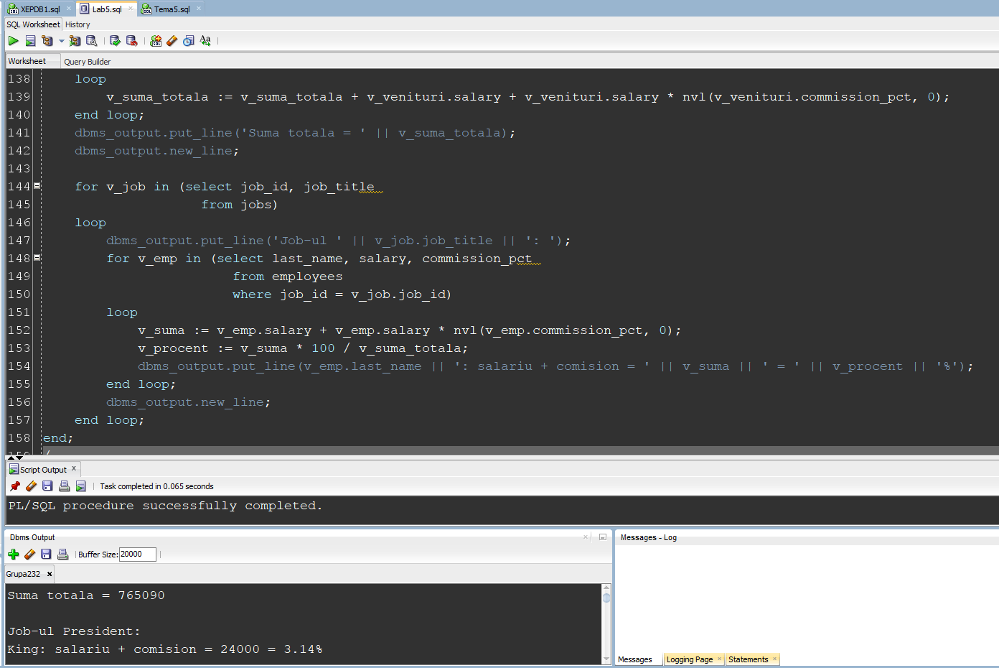 XEPDB1.sql × Lab5.sql × Tema5.sql ×
SQL Worksheet History
Worksheet Query Builder
138 loop
139 v_suma_totala := v_suma_totala + v_venituri.salary + v_venituri.salary * nvl(v_venituri.commission_pct, 0);
140 end loop;
141 dbms_output.put_line('Suma totala = ' || v_suma_totala);
142 dbms_output.new_line;
143
144 for v_job in (select job_id, job_title
145 from jobs)
146 loop
147 dbms_output.put_line('Job-ul ' || v_job.job_title || ': ');
148 for v_emp in (select last_name, salary, commission_pct
149 from employees
150 where job_id = v_job.job_id)
151 loop
152 v_suma := v_emp.salary + v_emp.salary * nvl(v_emp.commission_pct, 0);
153 v_procent := v_suma * 100 / v_suma_totala;
154 dbms_output.put_line(v_emp.last_name || ': salariu + comision = ' || v_suma || ' = ' || v_procent || '%');
155 end loop;
156 dbms_output.new_line;
157 end loop;
158 end;
159 /
Script Output ×
Task completed in 0.065 seconds
PL/SQL procedure successfully completed.
Dbms Output
Buffer Size: 20000
Grupa232 ×
Suma totala = 765090
Job-ul President:
King: salariu + comision = 24000 = 3.14%
Messages - Log
Messages Logging Page × Statements ×